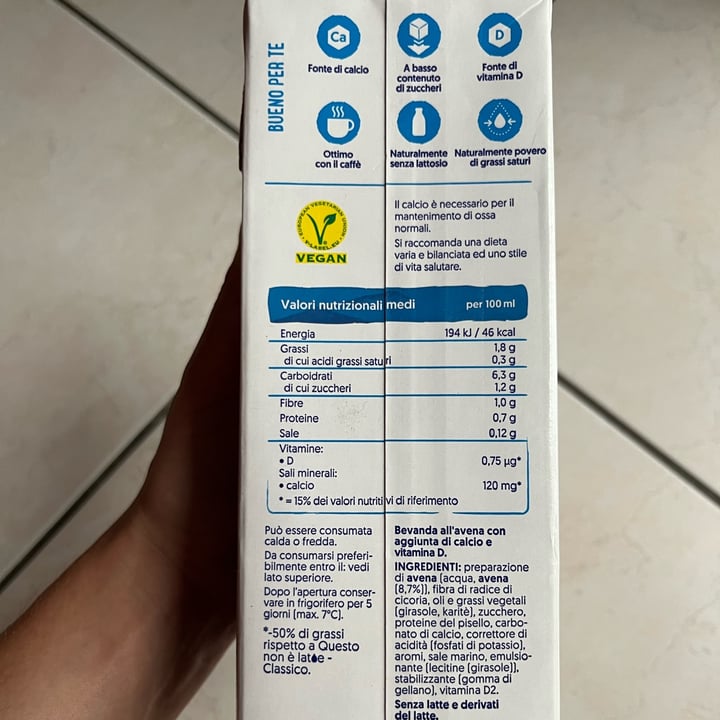 BUENO PER TE
Ca
Fonte di calcio
A basso
contenuto
di zuccheri
D
Fonte di
vitamina D
Ottimo
con il caffè
Naturalmente
senza lattosio
Naturalmente povero
di grassi saturi
EUROPEAN VEGETARIAN UNION
V-LABEL.EU
VEGAN
Il calcio è necessario per il
mantenimento di ossa
normali.
Si raccomanda una dieta
varia e bilanciata ed uno stile
di vita salutare.
Valori nutrizionali medi per 100 ml
Energia 194 kJ / 46 kcal
Grassi 1,8 g
di cui acidi grassi saturi 0,3 g
Carboidrati 6,3 g
di cui zuccheri 1,2 g
Fibre 1,0 g
Proteine 0,7 g
Sale 0,12 g
Vitamine:
• D 0,75 µg*
Sali minerali:
• calcio 120 mg*
* = 15% dei valori nutritivi di riferimento
Può essere consumata
calda o fredda.
Da consumarsi preferi-
bilmente entro il: vedi
lato superiore.
Dopo l'apertura conser-
vare in frigorifero per 5
giorni (max. 7°C).
*-50% di grassi
rispetto a Questo
non è latte -
Classico.
Bevanda all'avena con
aggiunta di calcio e
vitamina D.
INGREDIENTI: preparazione
di avena (acqua, avena
(8,7%)), fibra di radice di
cicoria, oli e grassi vegetali
(girasole, karitè), zucchero,
proteine del pisello, carbo-
nato di calcio, correttore di
acidità (fosfati di potassio),
aromi, sale marino, emulsio-
nante (lecitine (girasole)),
stabilizzante (gomma di
gellano), vitamina D2.
Senza latte e derivati
del latte.